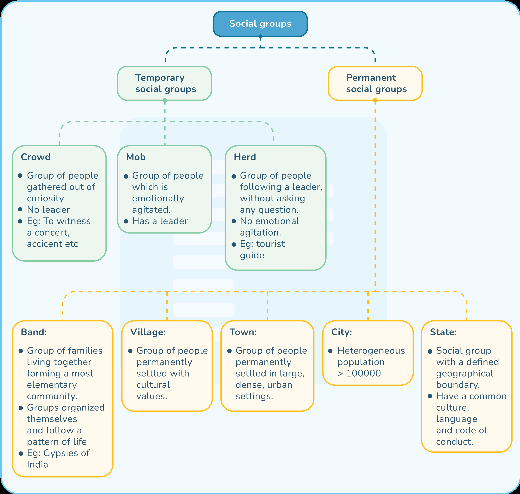 Social groups
Temporary
social groups
Permanent
social groups
Crowd
Group of people
gathered out of
curiosity.
No leader
Eg: To witness
a concert,
accicent etc
Mob
Group of people
which is
emotionally
agitated.
Has a leader
Herd
Group of people
following a leader,
without asking
any question.
No emotional
agitation.
Eg: tourist
guide
Band:
Group of families
living together
forming a most
elementary
community.
Groups organized
themselves
and follow a
pattern of life
Eg: Gypsies of
India
Village:
Group of people
permanently
settled with
cultural
values.
Town:
Group of people
permanently
settled in large,
dense, urban
settings.
City:
Heterogeneous
population
> 100000
State:
Social group
with a defined
geographical
boundary.
Have a common
culture,
language
and code of
conduct.